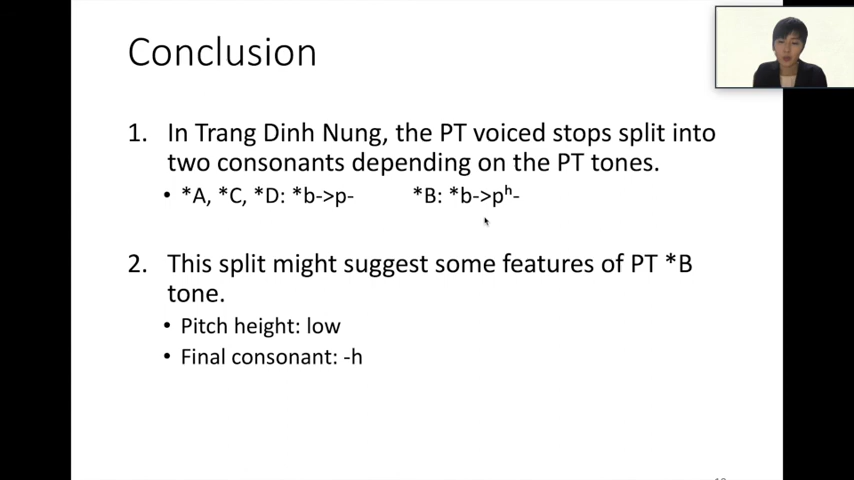 Conclusion
1. In Trang Dinh Nung, the PT voiced stops split into
two consonants depending on the PT tones.
• *A, *C, *D: *b->p- *B: *b->pʰ-
2. This split might suggest some features of PT *B
tone.
• Pitch height: low
• Final consonant: -h